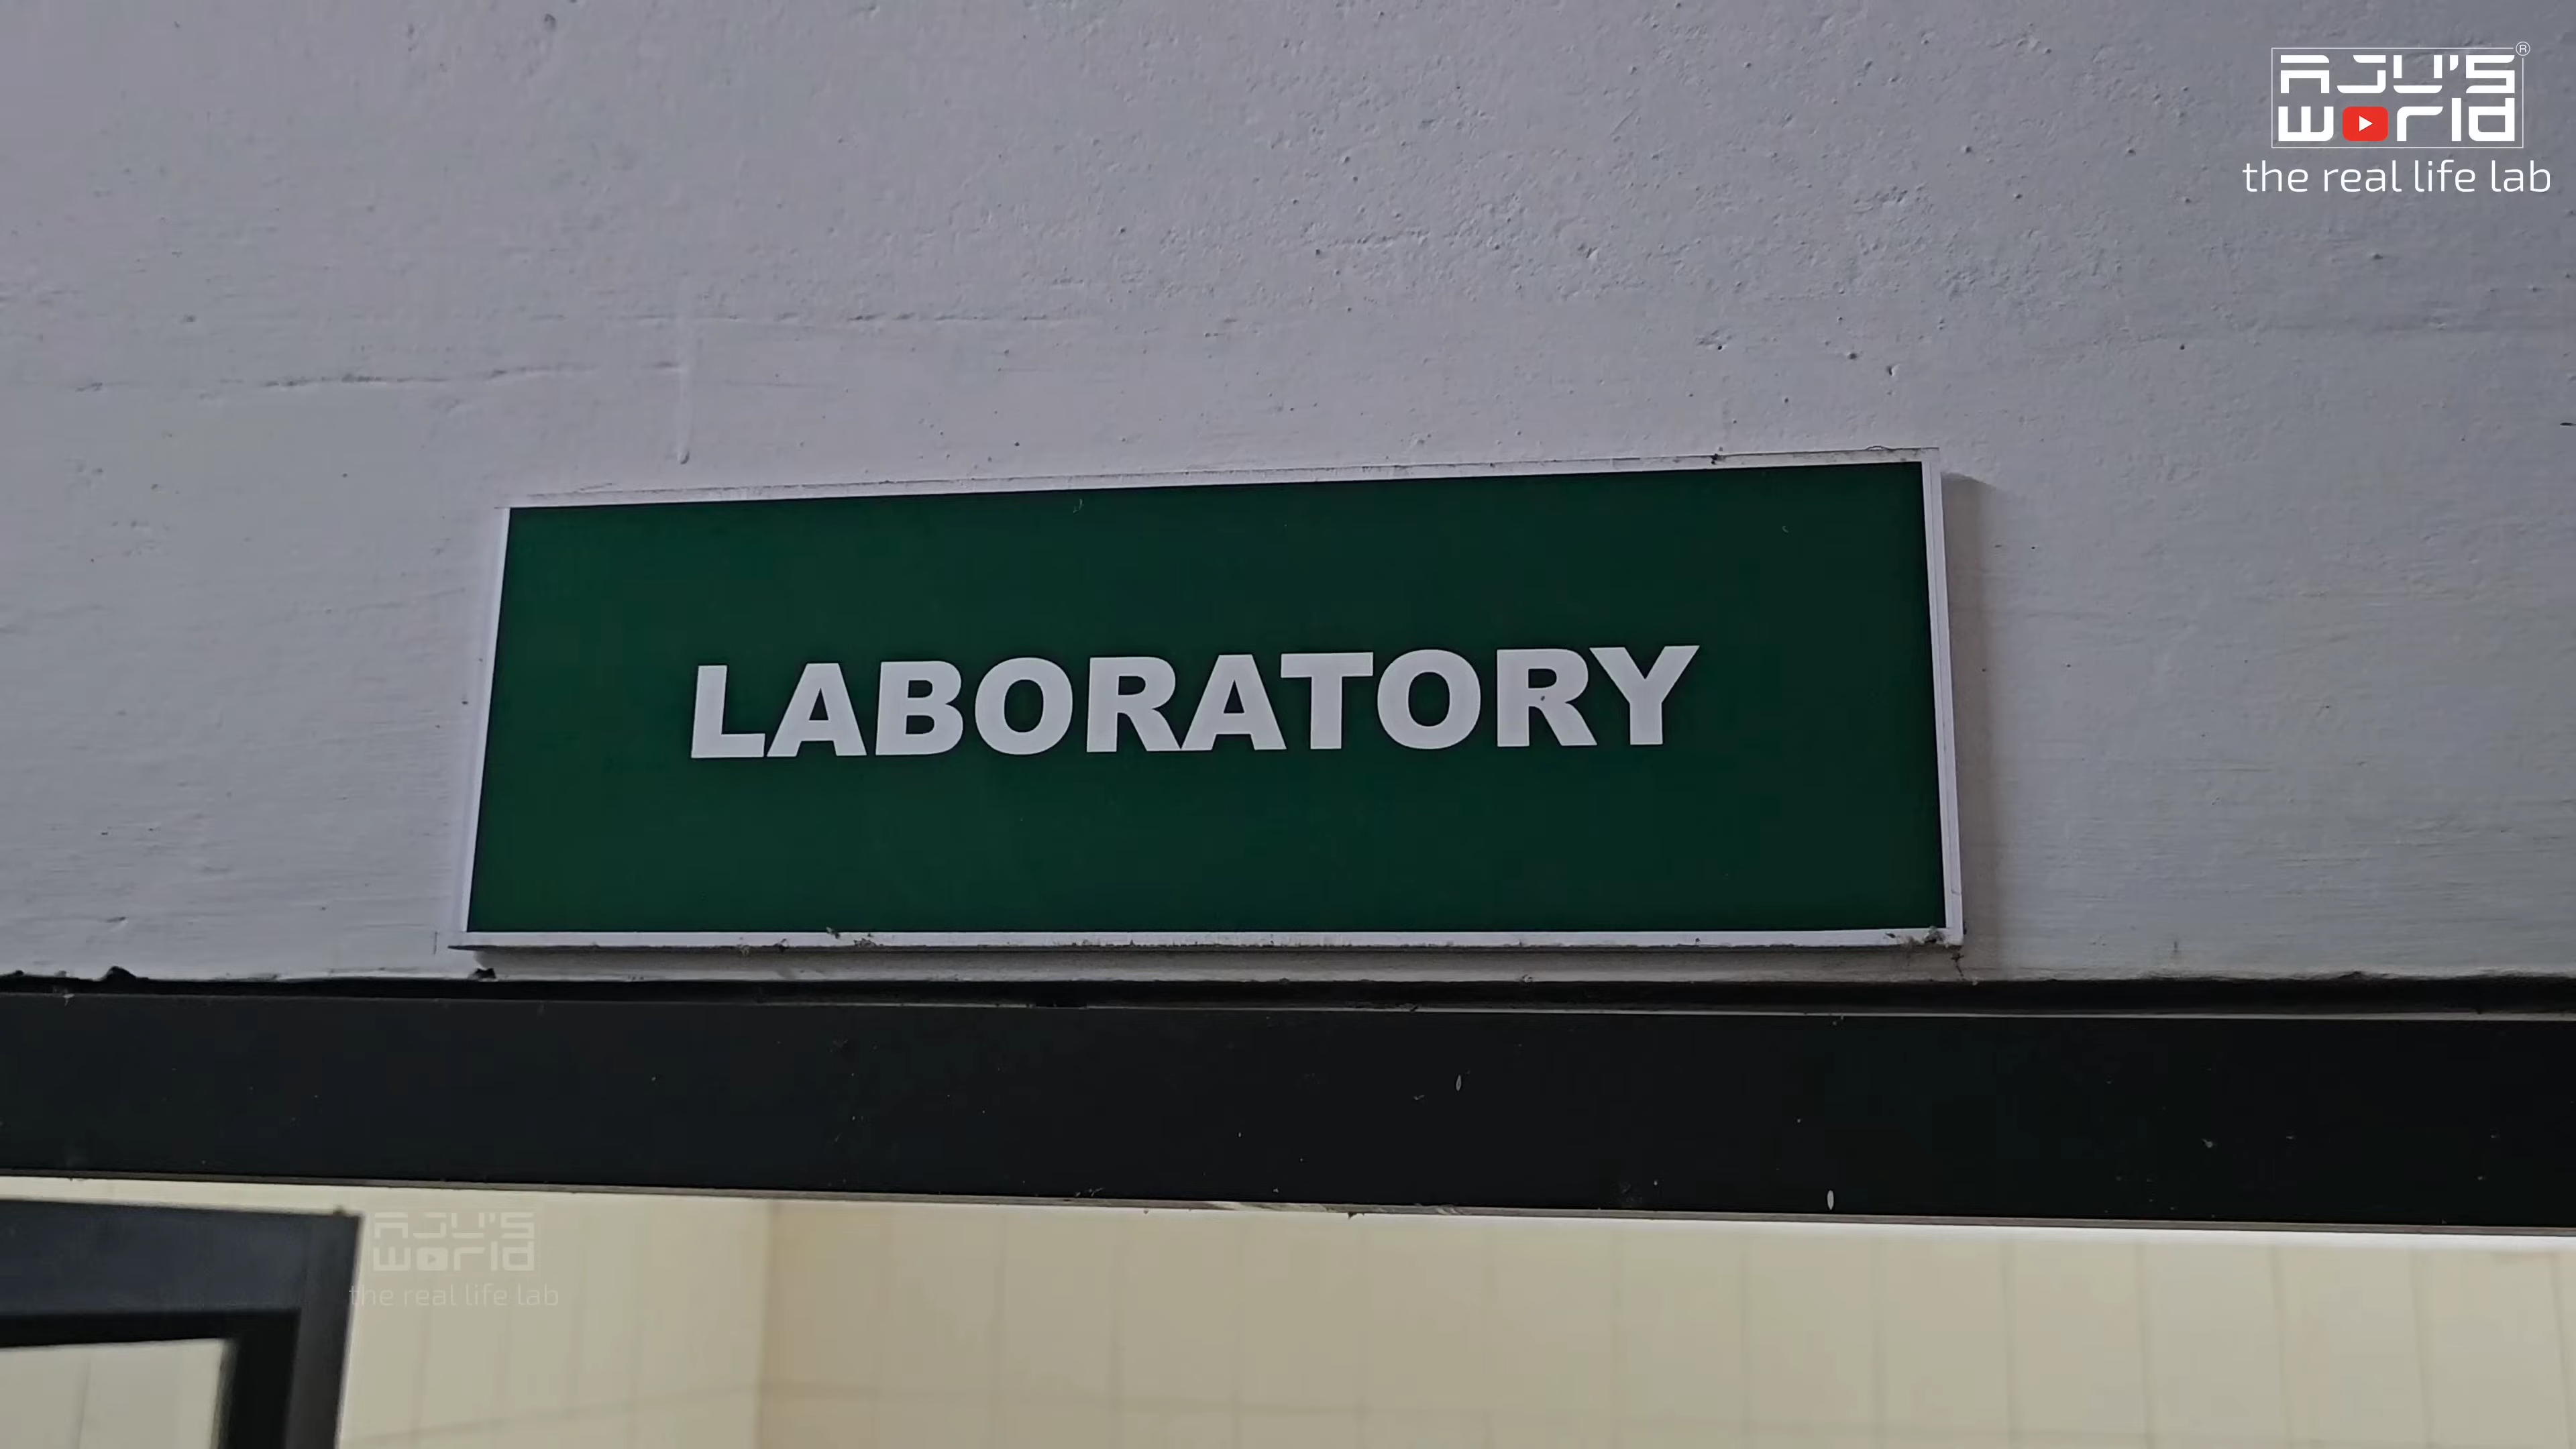 AJU'S
world
®
the real life lab
LABORATORY
AJU'S
world
the real life lab